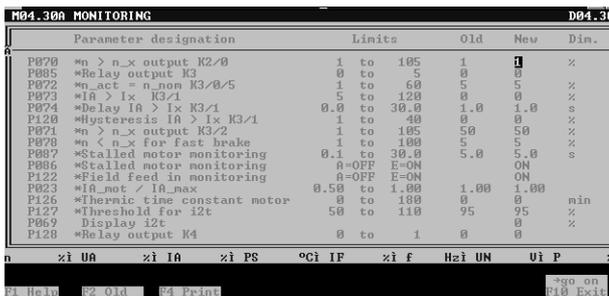 M04.30A MONITORING D04.30
Parameter designation Limits Old New Dim.
P070 *n > n_x output K2/0 1 to 105 1 1 %
P085 *Relay output K3 0 to 5 0 0
P072 *n_act = n_nom K3/0/5 1 to 60 5 5 %
P073 *IA > Ix K3/1 5 to 120 0 0 %
P074 *Delay IA > Ix K3/1 0.0 to 30.0 1.0 1.0 s
P120 *Hysteresis IA > Ix K3/1 1 to 40 0 0 %
P071 *n > n_x output K3/2 1 to 105 50 50 %
P078 *n < n_x for fast brake 1 to 100 5 5 %
P087 *Stalled motor monitoring 0.1 to 30.0 5.0 5.0 s
P086 *Stalled motor monitoring A=OFF E=ON ON
P122 *Field feed in monitoring A=OFF E=ON ON
P023 *IA_mot / IA_max 0.50 to 1.00 1.00 1.00
P126 *Thermic time constant motor 0 to 180 0 0 min
P127 *Threshold for i2t 50 to 110 95 95 %
P069 Display i2t 0 %
P128 *Relay output K4 0 to 1 0 0
n %ì UA %ì IA %ì PS ºCì IF %ì f Hzì UN Vì P
→go on
F1 Help F2 Old F4 Print F10 Exit